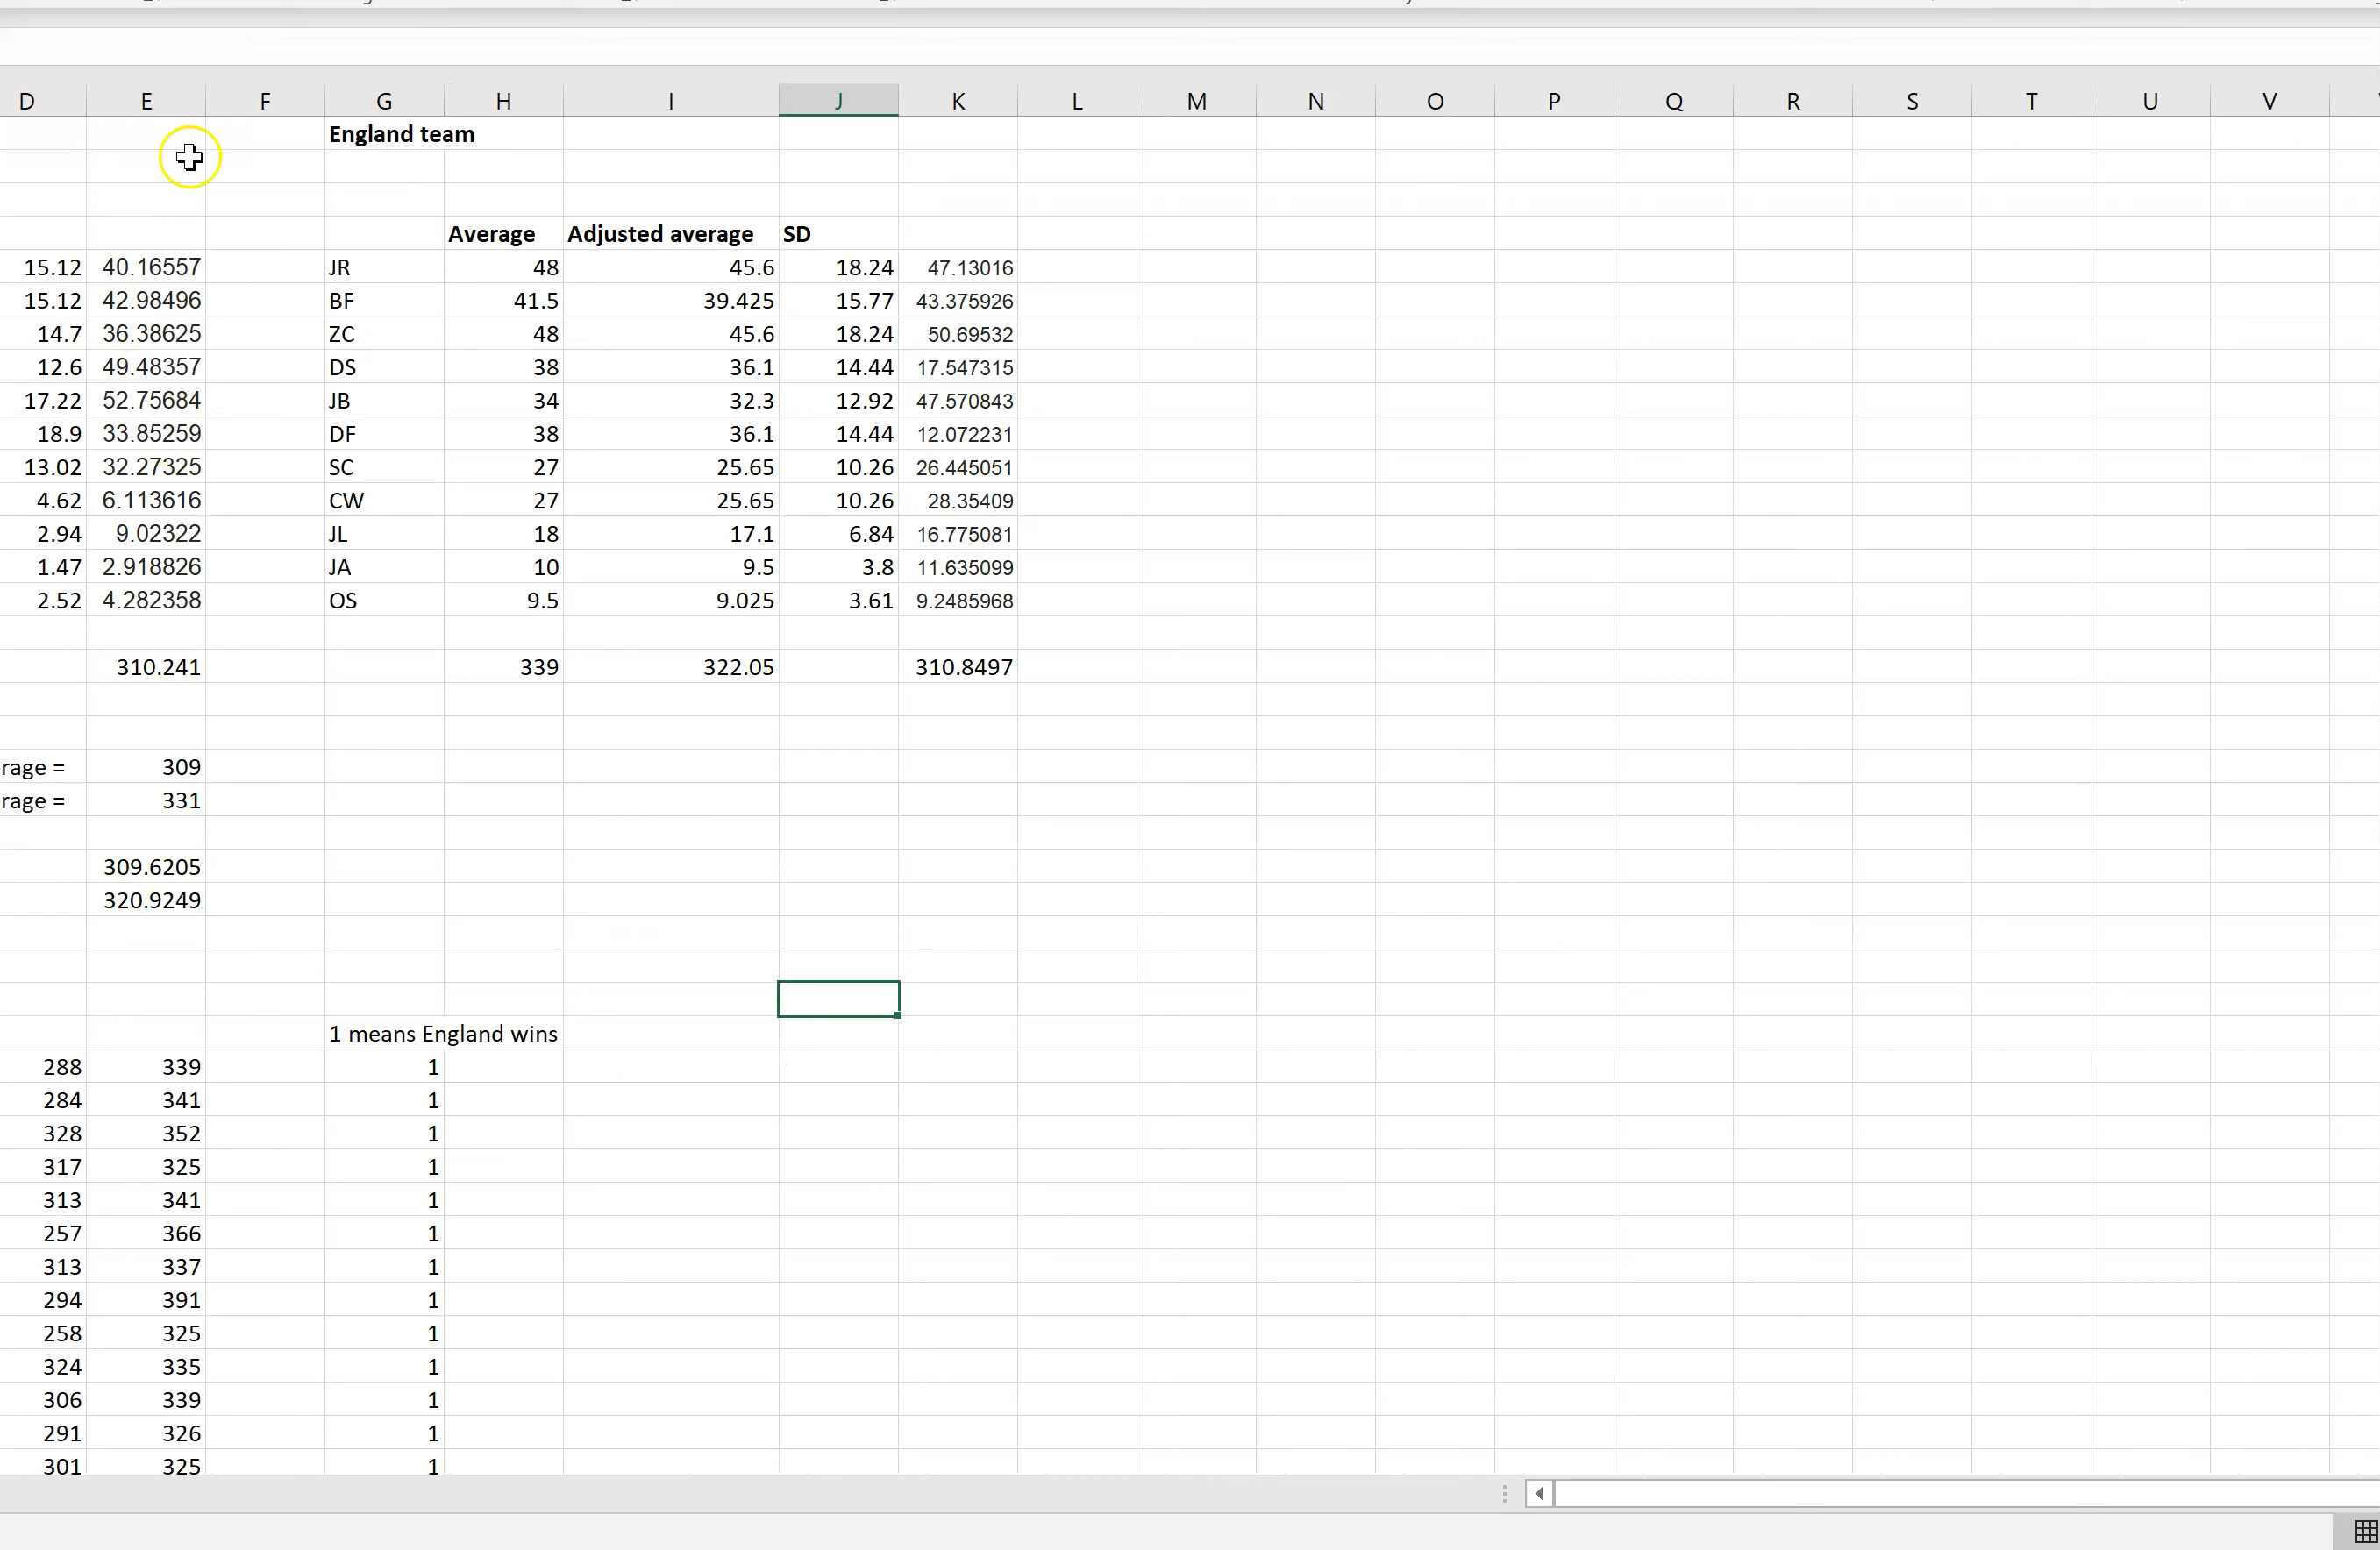 D E F G H I J K L M N O P Q R S T U V
England team
Average Adjusted average SD
15.12 40.16557 JR 48 45.6 18.24 47.13016
15.12 42.98496 BF 41.5 39.425 15.77 43.375926
14.7 36.38625 ZC 48 45.6 18.24 50.69532
12.6 49.48357 DS 38 36.1 14.44 17.547315
17.22 52.75684 JB 34 32.3 12.92 47.570843
18.9 33.85259 DF 38 36.1 14.44 12.072231
13.02 32.27325 SC 27 25.65 10.26 26.445051
4.62 6.113616 CW 27 25.65 10.26 28.35409
2.94 9.02322 JL 18 17.1 6.84 16.775081
1.47 2.918826 JA 10 9.5 3.8 11.635099
2.52 4.282358 OS 9.5 9.025 3.61 9.2485968
310.241 339 322.05 310.8497
rage = 309
rage = 331
309.6205
320.9249
1 means England wins
288 339 1
284 341 1
328 352 1
317 325 1
313 341 1
257 366 1
313 337 1
294 391 1
258 325 1
324 335 1
306 339 1
291 326 1
301 325 1